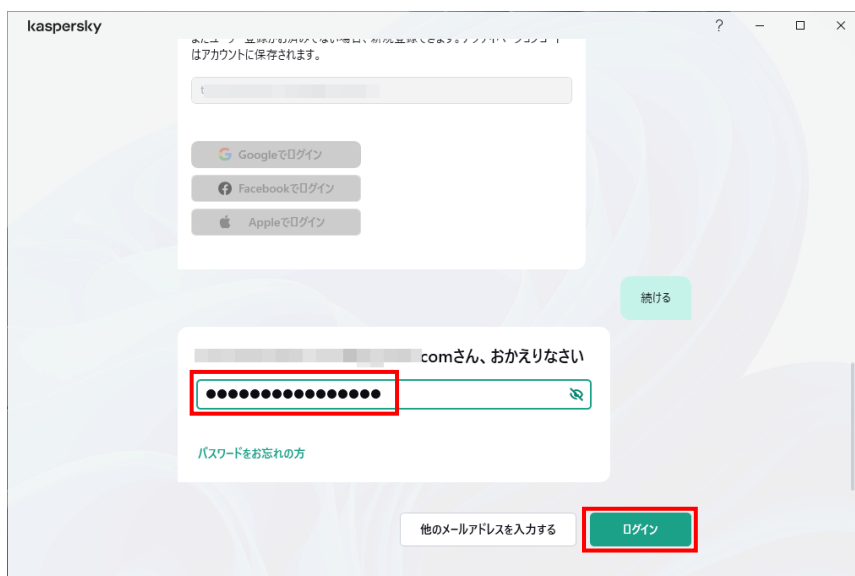 kaspersky
はアカウントに保存されます。
t
Googleでログイン
Facebookでログイン
Appleでログイン
続ける
comさん、おかえりなさい
●●●●●●●●●●●●●●●●
パスワードをお忘れの方
他のメールアドレスを入力する
ログイン